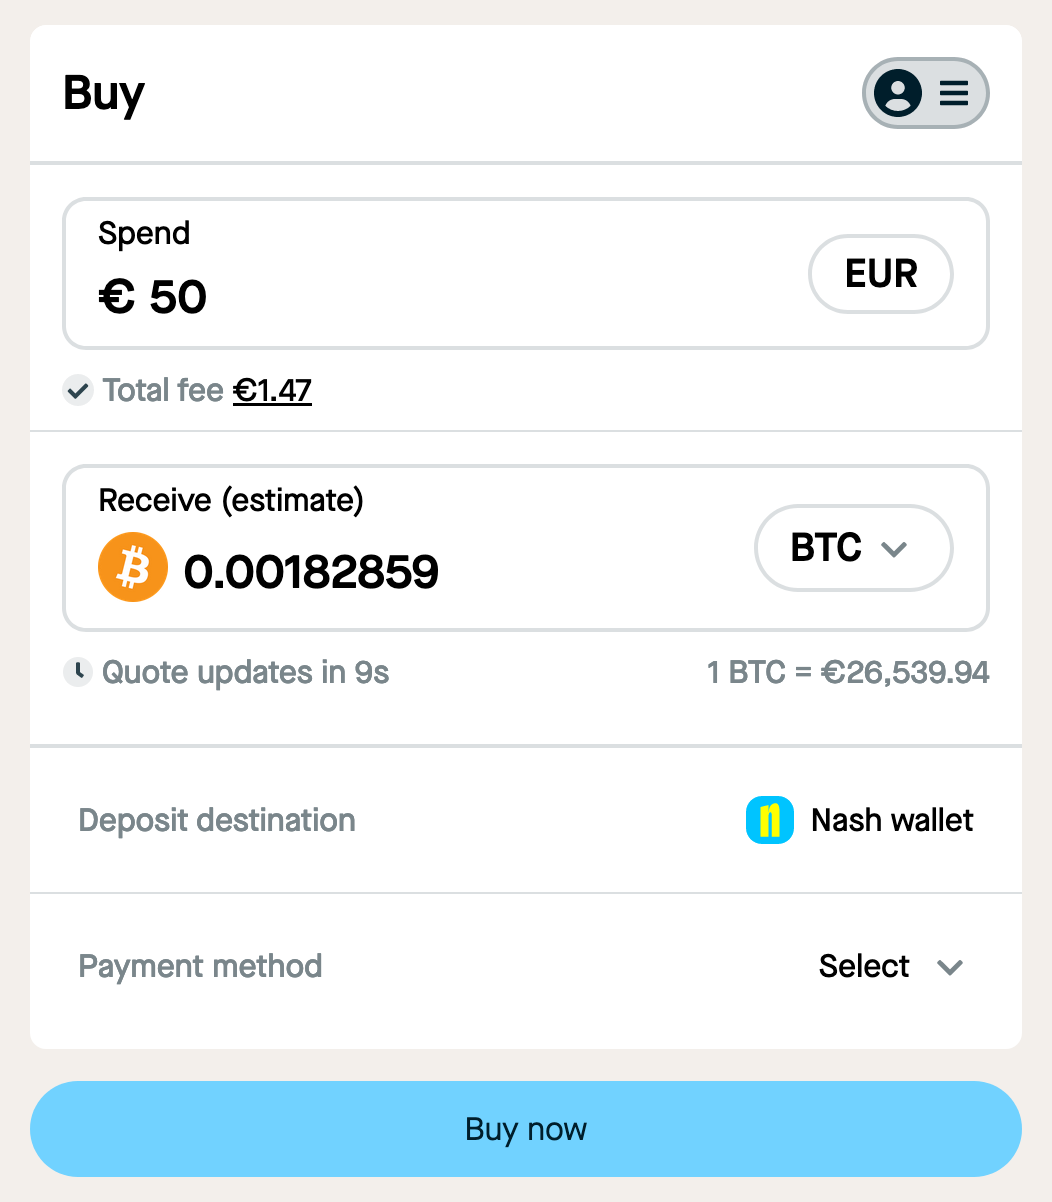 Buy
Spend
€ 50
EUR
Total fee €1.47
Receive (estimate)
0.00182859
BTC
Quote updates in 9s
1 BTC = €26,539.94
Deposit destination
Nash wallet
Payment method
Select
Buy now